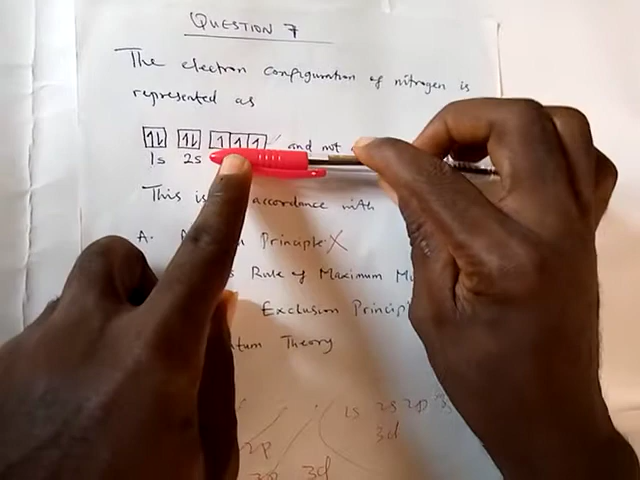 QUESTION 7
The electron configuration of nitrogen is
represented as
↑↓ ↑↓ ↑ ↑ ↑ and not
1s 2s
This is accordance with
A. Principle X
Rule of Maximum
Exclusion
Theory
1s 2s 2p
3d
2p
3d